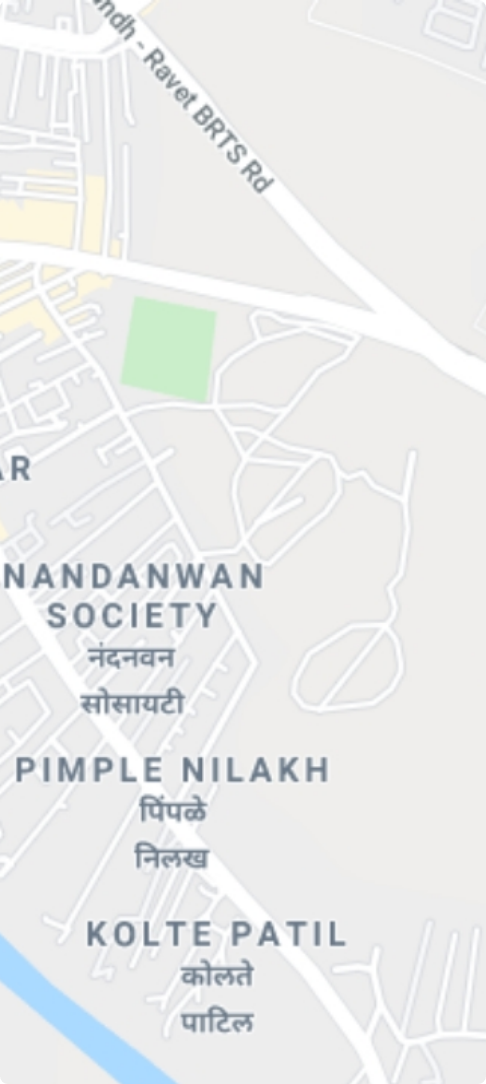 ndh - Ravet BRTS Rd
AR
NANDANWAN
SOCIETY
नंदनवन
सोसायटी
PIMPLE NILAKH
पिंपळे
निलख
KOLTE PATIL
कोलते
पाटिल